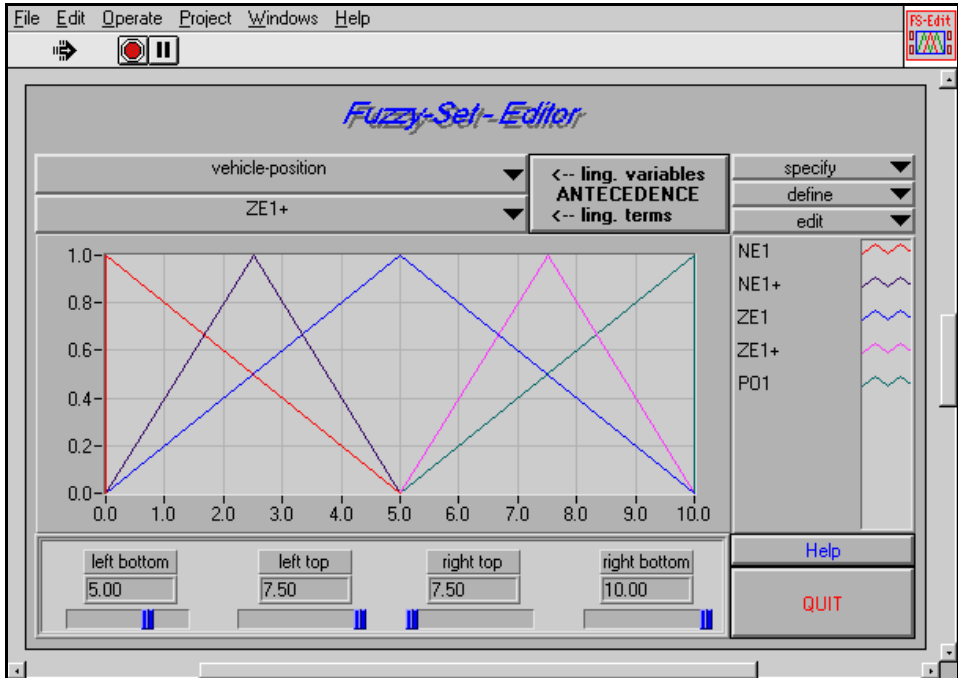 File Edit Operate Project Windows Help
FS-Edit
Fuzzy-Set-Editor
vehicle-position
ZE1+
<-- ling. variables
ANTECEDENCE
<-- ling. terms
specify
define
edit
1.0
0.8
0.6
0.4
0.2
0.0
0.0 1.0 2.0 3.0 4.0 5.0 6.0 7.0 8.0 9.0 10.0
NE1
NE1+
ZE1
ZE1+
PO1
left bottom left top right top right bottom
5.00 7.50 7.50 10.00
Help
QUIT